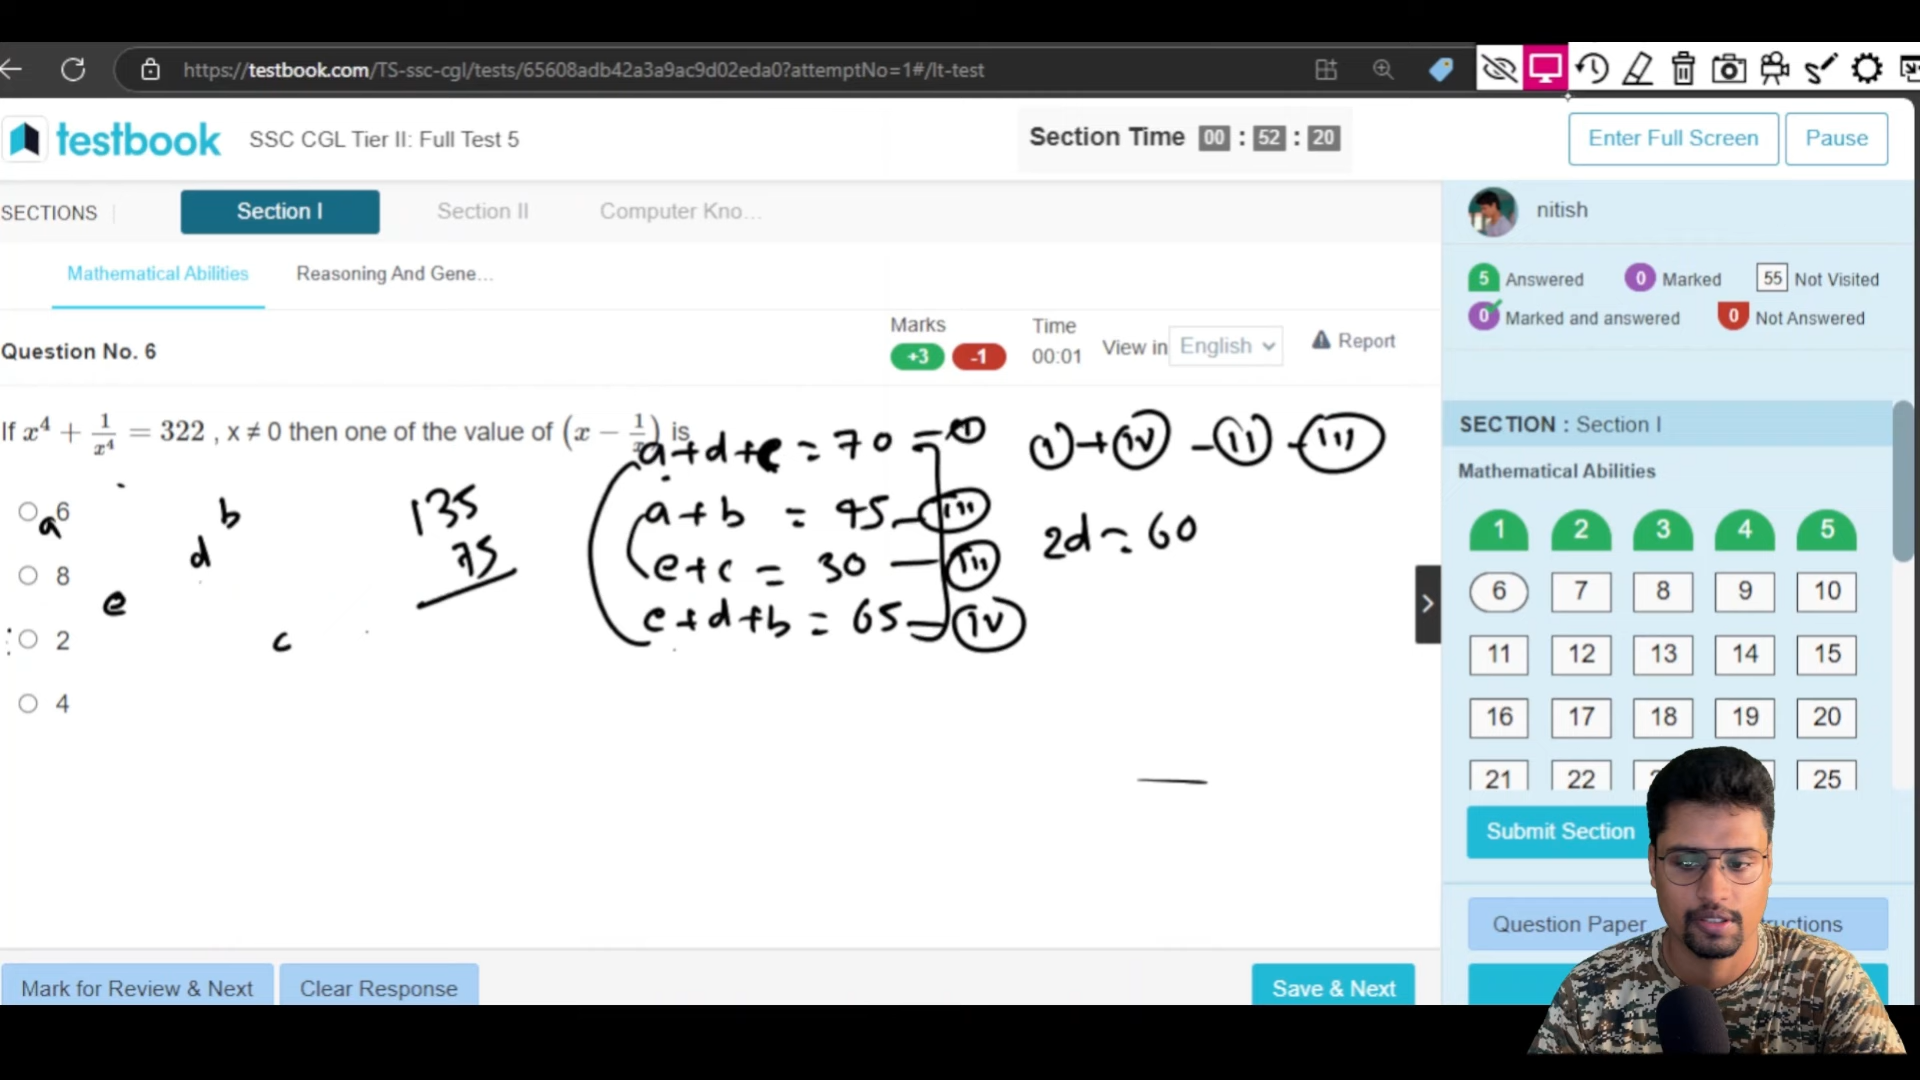 https://testbook.com/TS-ssc-cgl/tests/65608adb42a3a9ac9d02eda0?attemptNo=1#/lt-test
testbook
SSC CGL Tier II: Full Test 5
Section Time 00 : 52 : 20
Enter Full Screen
Pause
SECTIONS
Section I
Section II
Computer Kno...
nitish
Mathematical Abilities
Reasoning And Gene...
5 Answered
0 Marked
55 Not Visited
0 Marked and answered
0 Not Answered
Question No. 6
Marks
+3 -1
Time
00:01
View in English
Report
If x⁴ + 1/x⁴ = 322 , x ≠ 0 then one of the value of (x − 1/x) is
6
8
2
4
a
b
d
e
c
135
75
a+d+c = 70 – i
a+b = 45 – iii
e+c = 30 – iii
e+d+b = 65 – iv
i + iv – ii – iii
2d = 60
SECTION : Section I
Mathematical Abilities
1 2 3 4 5
6 7 8 9 10
11 12 13 14 15
16 17 18 19 20
21 22 25
Submit Section
Question Paper
Mark for Review & Next
Clear Response
Save & Next